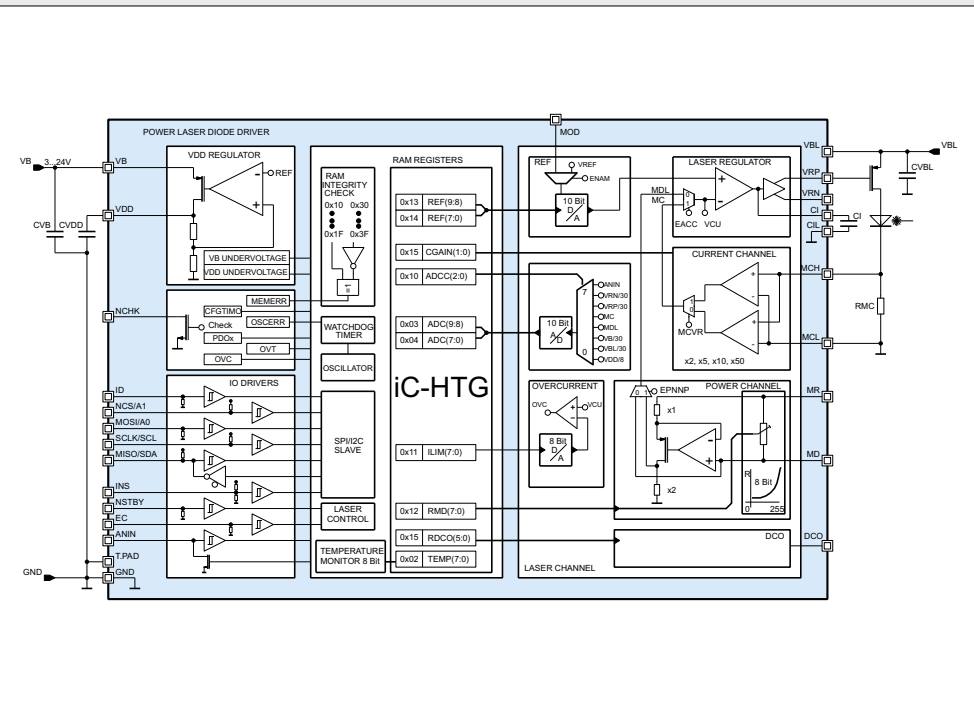 MOD
POWER LASER DIODE DRIVER
VB 3...24V
CVB CVDD
GND
VB
VDD
NCHK
ID
NCS/A1
MOSI/A0
SCLK/SCL
MISO/SDA
INS
NSTBY
EC
ANIN
T.PAD
GND
VDD REGULATOR
REF
VB UNDERVOLTAGE
VDD UNDERVOLTAGE
MEMERR
CFGTIMO
Check
OSCERR
PDOx
OVT
OVC
IO DRIVERS
RAM
INTEGRITY
CHECK
0x10 0x30
0x1F 0x3F
=1
WATCHDOG
TIMER
OSCILLATOR
SPI/I2C
SLAVE
LASER
CONTROL
TEMPERATURE
MONITOR 8 Bit
RAM REGISTERS
0x13 REF(9:8)
0x14 REF(7:0)
0x15 CGAIN(1:0)
0x10 ADCC(2:0)
0x03 ADC(9:8)
0x04 ADC(7:0)
iC-HTG
0x11 ILIM(7:0)
0x12 RMD(7:0)
0x15 RDCO(5:0)
0x02 TEMP(7:0)
REF
VREF
ENAM
10 Bit
D/A
LASER REGULATOR
MDL
MC
0
1
EACC VCU
CURRENT CHANNEL
MCVR
x2, x5, x10, x50
7
0
10 Bit
A/D
ANIN
VRN/30
VRP/30
MC
MDL
VB/30
VBL/30
VDD/8
OVERCURRENT
OVC
VCU
8 Bit
D/A
0 1
EPNNP
POWER CHANNEL
x1
x2
R
8 Bit
0 255
DCO
LASER CHANNEL
VBL
VRP
VRN
CI
CIL
MCH
MCL
MR
MD
DCO
VBL
CVBL
CI
RMC